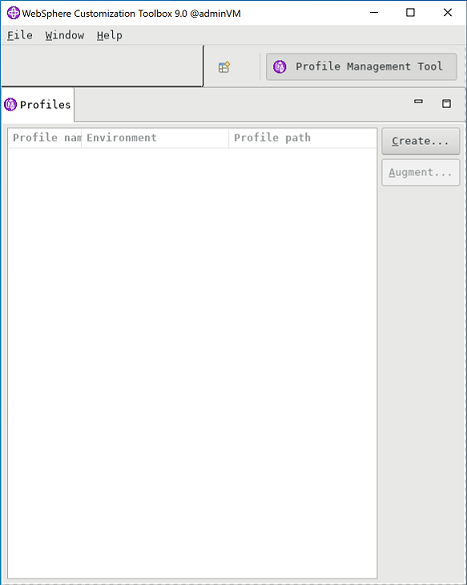 WebSphere Customization Toolbox 9.0 @adminVM
File Window Help
Profile Management Tool
Profiles
Profile nam Environment Profile path
Create...
Augment...